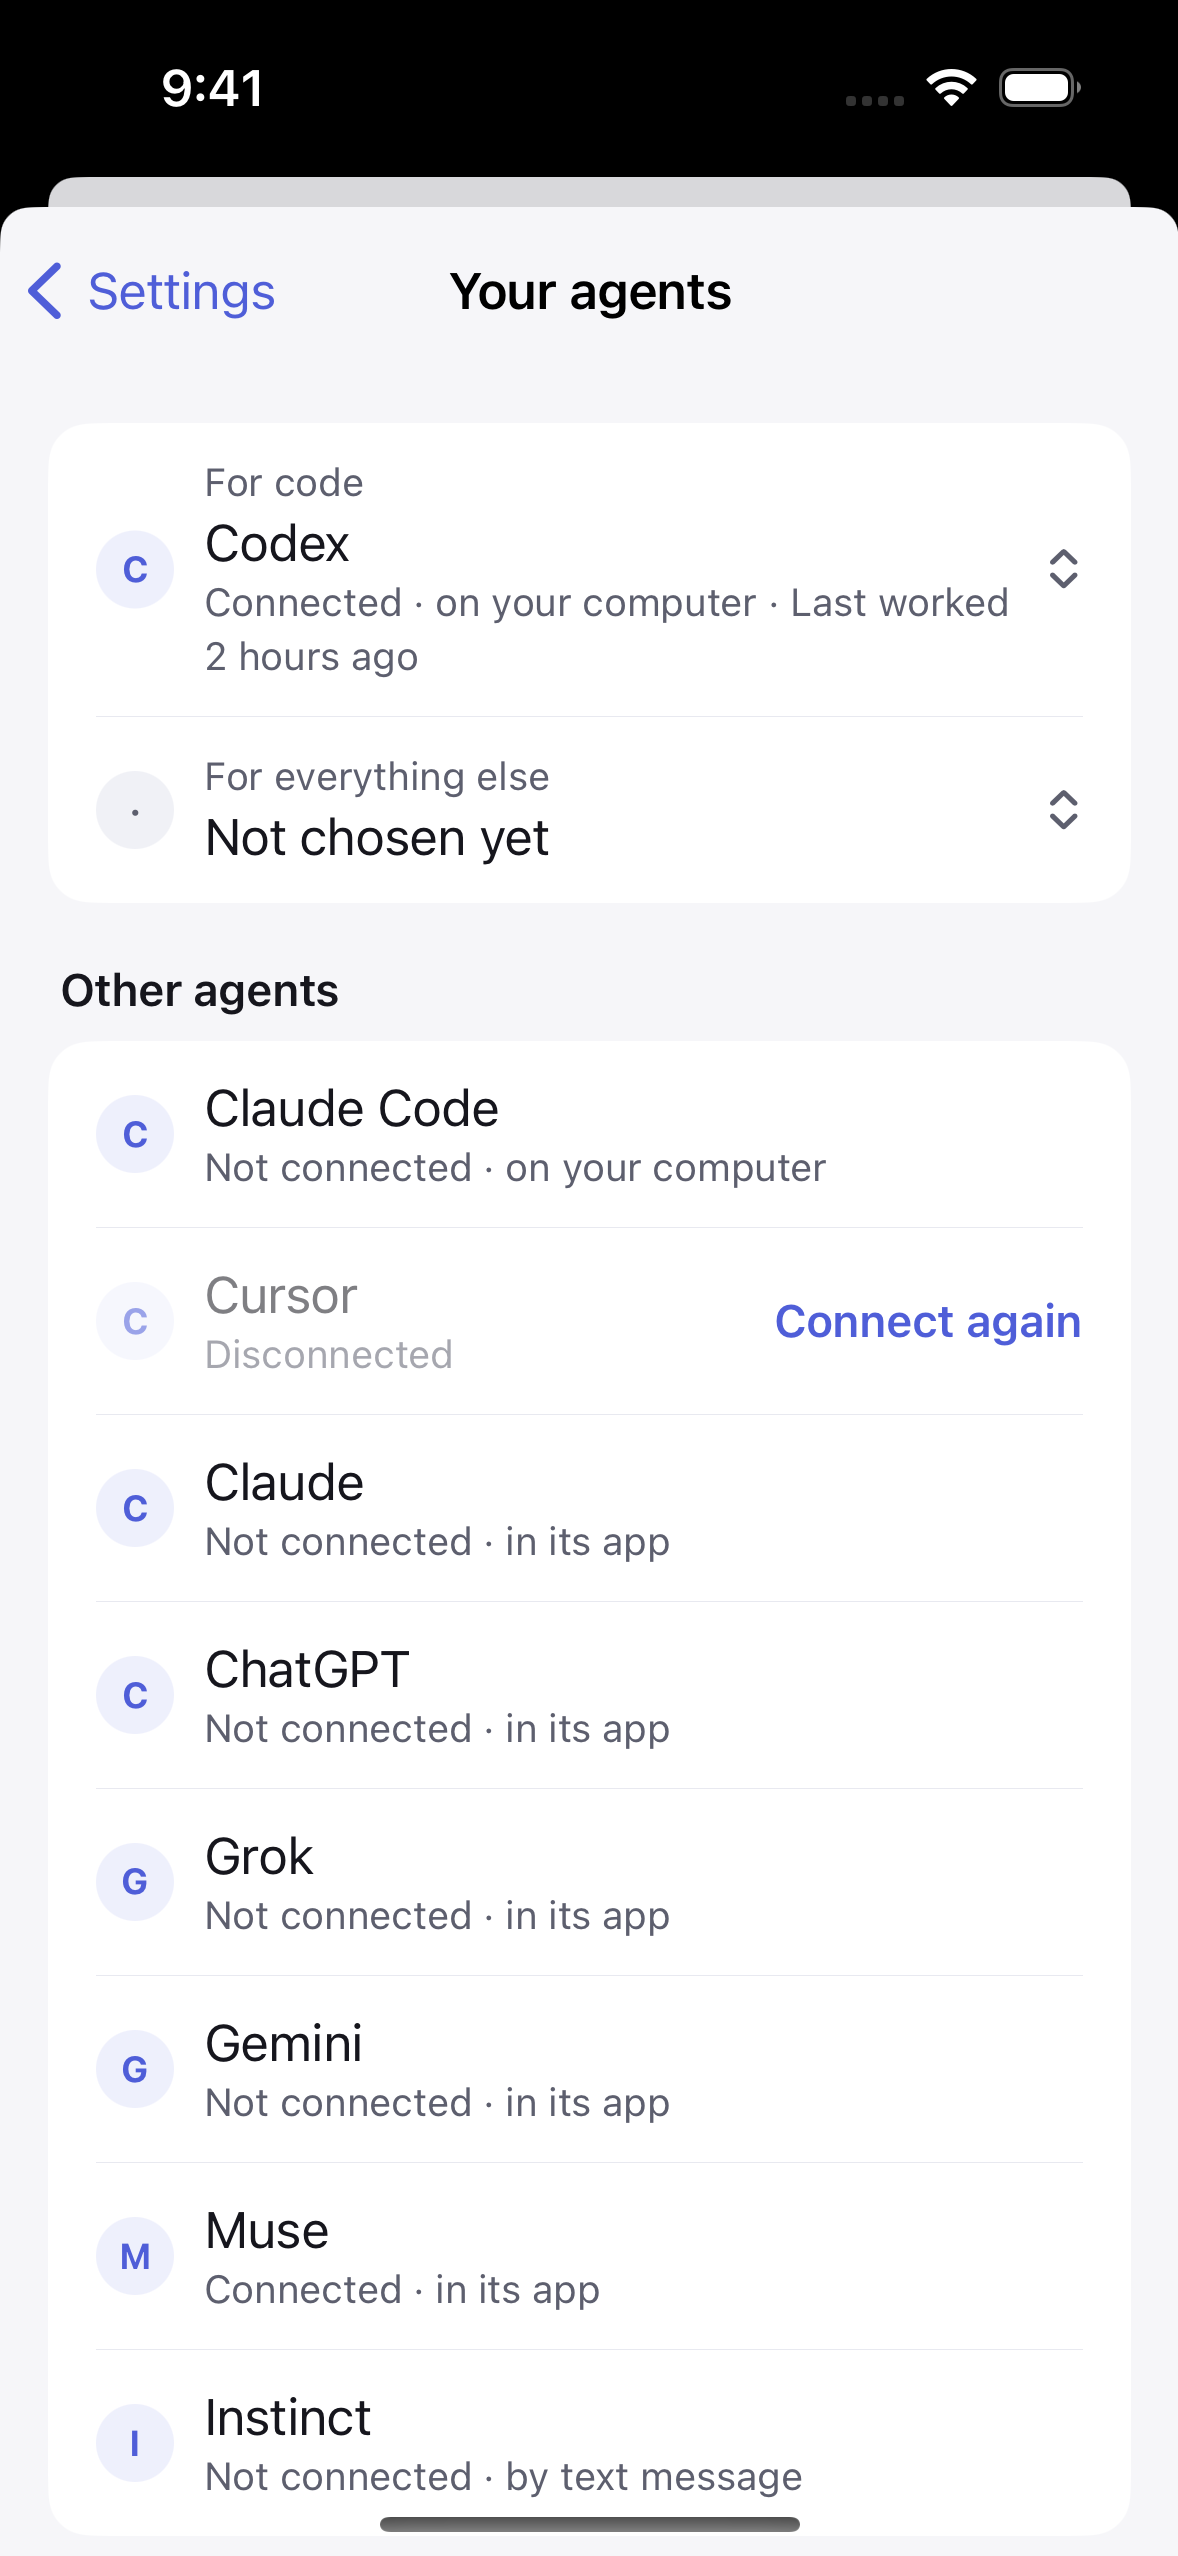 9:41
Settings
Your agents
For code
C
Codex
Connected · on your computer · Last worked
2 hours ago
For everything else
Not chosen yet
Other agents
C
Claude Code
Not connected · on your computer
C
Cursor
Disconnected
Connect again
C
Claude
Not connected · in its app
C
ChatGPT
Not connected · in its app
G
Grok
Not connected · in its app
G
Gemini
Not connected · in its app
M
Muse
Connected · in its app
I
Instinct
Not connected · by text message